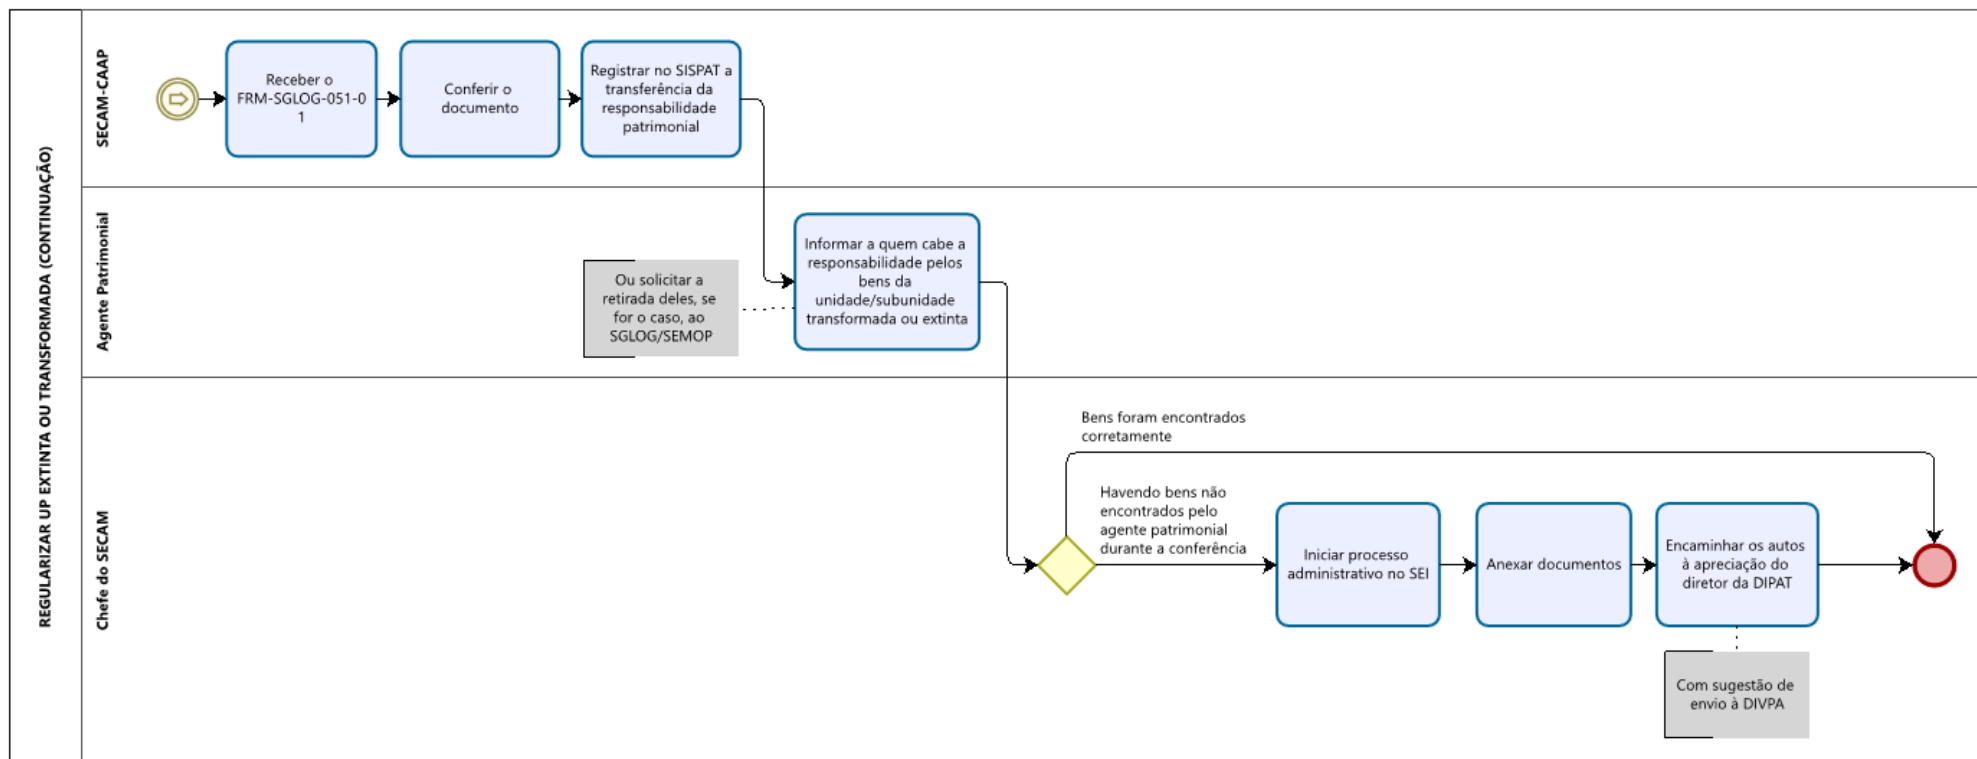 REGULARIZAR UP EXTINTA OU TRANSFORMADA (CONTINUAÇÃO)
SECAM-CAAP
Receber o
FRM-SGLOG-051-0
1
Conferir o
documento
Registrar no SISPAT a
transferência da
responsabilidade
patrimonial
Agente Patrimonial
Ou solicitar a
retirada deles, se
for o caso, ao
SGLOG/SEMOP
Informar a quem cabe a
responsabilidade pelos
bens da
unidade/subunidade
transformada ou extinta
Chefe do SECAM
Bens foram encontrados
corretamente
Havendo bens não
encontrados pelo
agente patrimonial
durante a conferência
Iniciar processo
administrativo no SEI
Anexar documentos
Encaminhar os autos
à apreciação do
diretor da DIPAT
Com sugestão de
envio à DIVPA